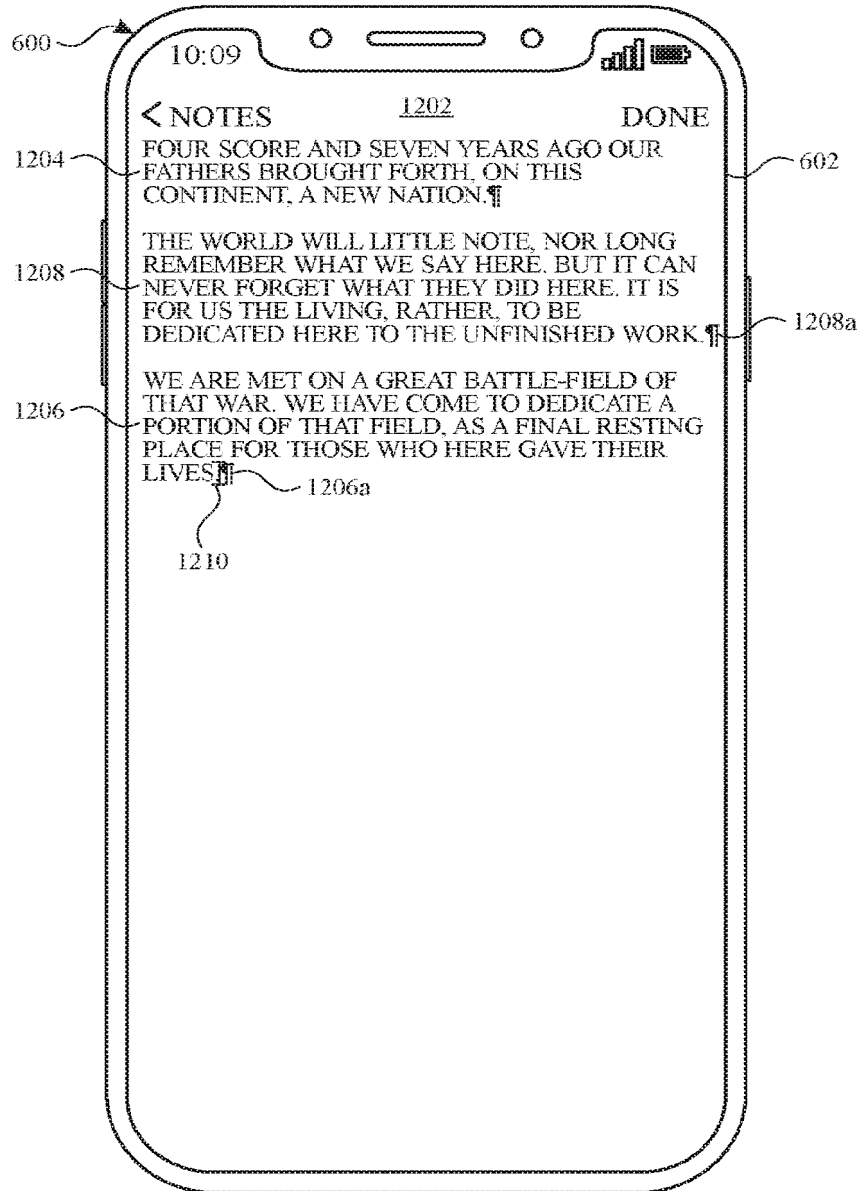 600
10:09
< NOTES 1202 DONE
1204 FOUR SCORE AND SEVEN YEARS AGO OUR
FATHERS BROUGHT FORTH, ON THIS 602
CONTINENT, A NEW NATION.¶
THE WORLD WILL LITTLE NOTE, NOR LONG
1208 REMEMBER WHAT WE SAY HERE. BUT IT CAN
NEVER FORGET WHAT THEY DID HERE. IT IS
FOR US THE LIVING, RATHER, TO BE
DEDICATED HERE TO THE UNFINISHED WORK.¶ 1208a
WE ARE MET ON A GREAT BATTLE-FIELD OF
THAT WAR. WE HAVE COME TO DEDICATE A
1206 PORTION OF THAT FIELD, AS A FINAL RESTING
PLACE FOR THOSE WHO HERE GAVE THEIR
LIVES.¶ 1206a
1210